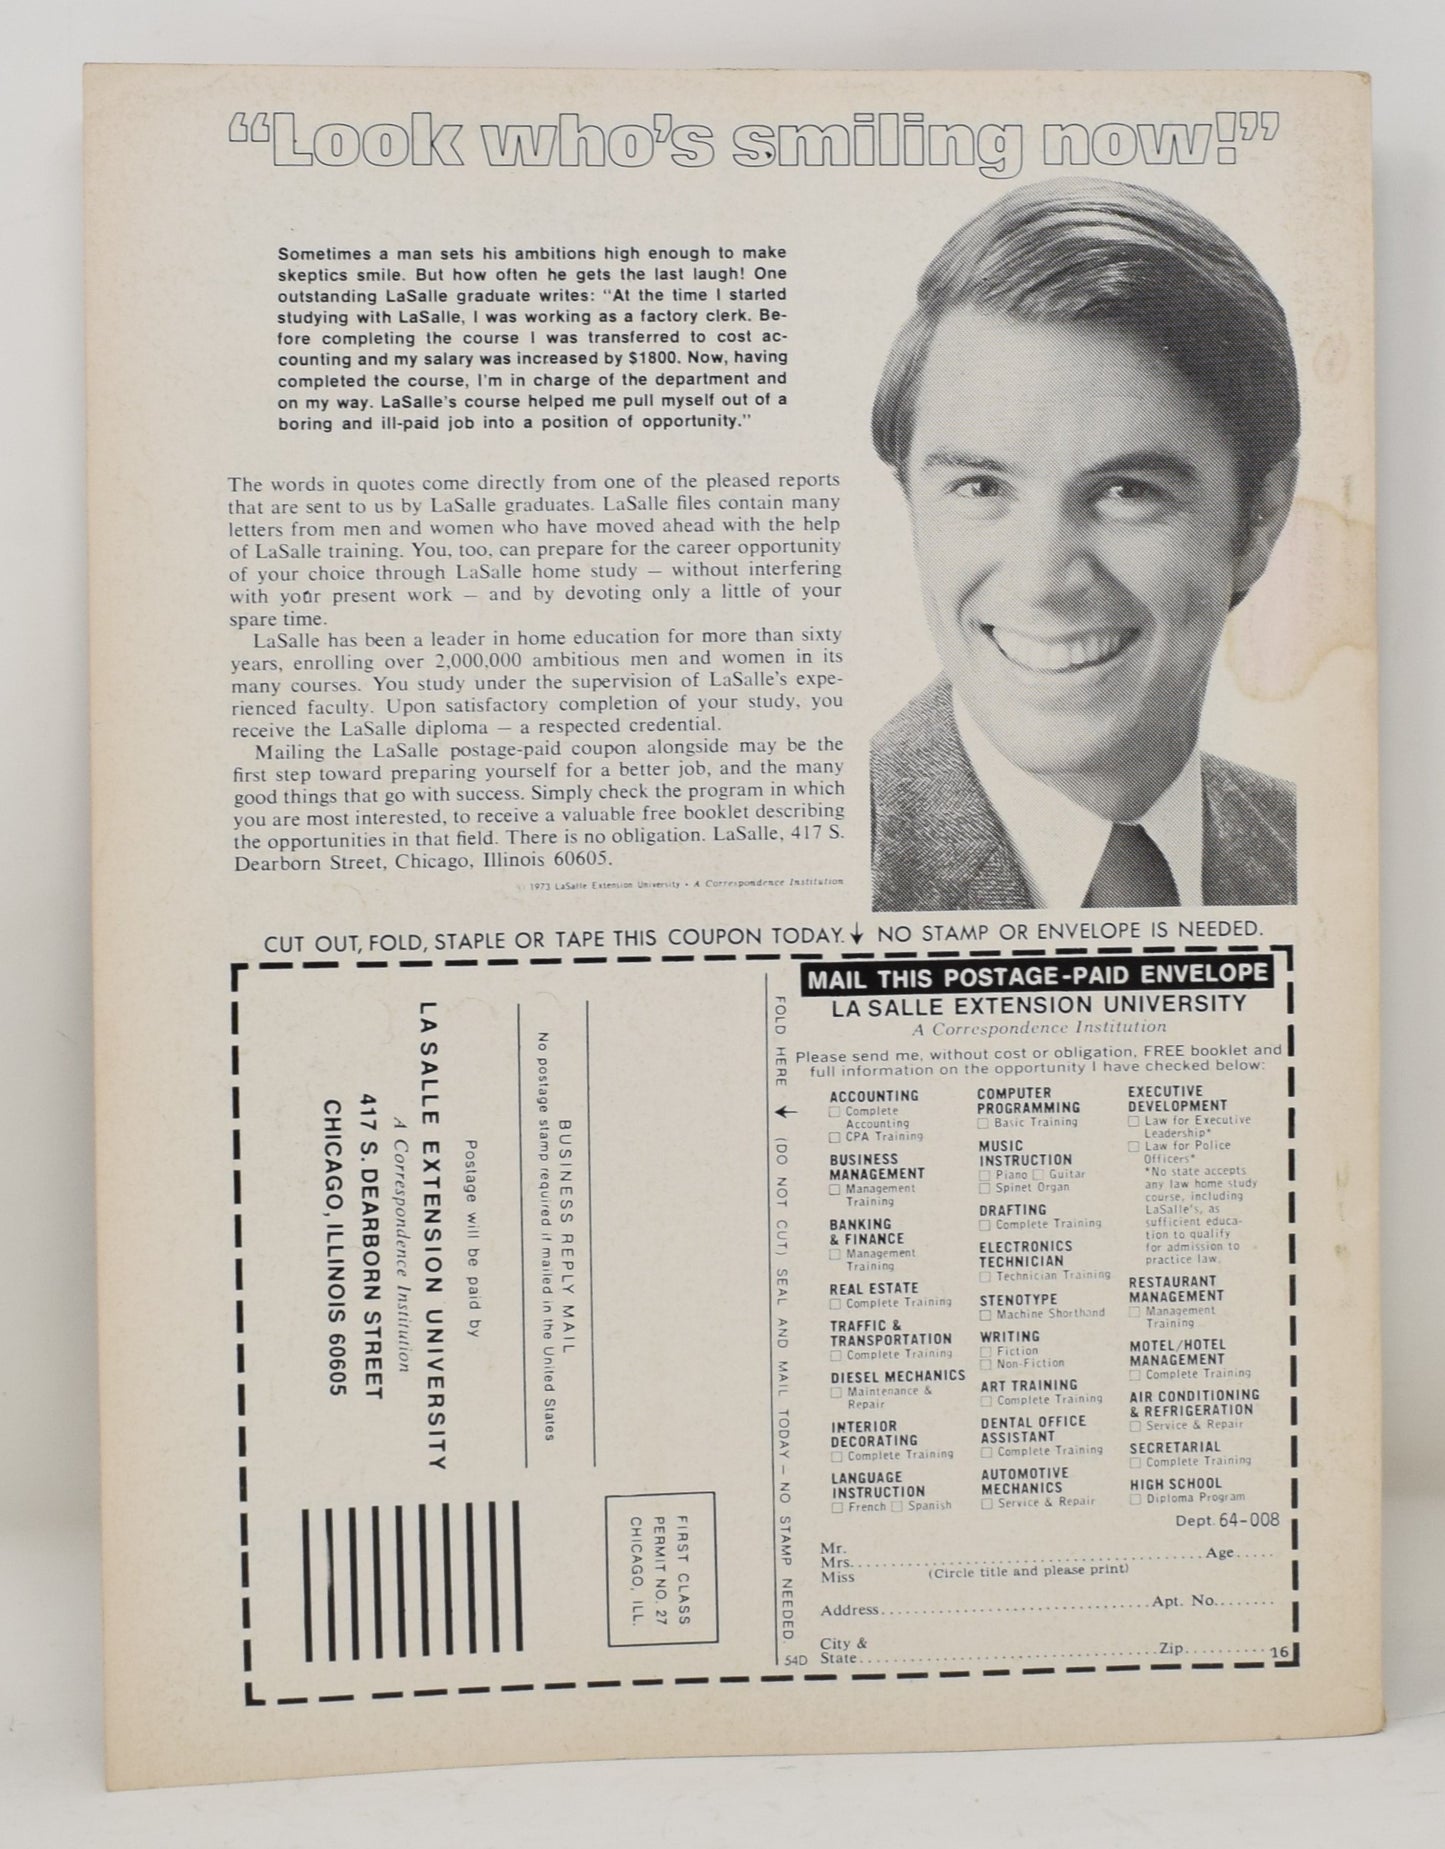 “Look who's smiling now!”
Sometimes a man sets his ambitions high enough to make
skeptics smile. But how often he gets the last laugh! One
outstanding LaSalle graduate writes: “At the time I started
studying with LaSalle, I was working as a factory clerk. Be-
fore completing the course I was transferred to cost ac-
counting and my salary was increased by $1800. Now, having
completed the course, I'm in charge of the department and
on my way. LaSalle's course helped me pull myself out of a
boring and ill-paid job into a position of opportunity.”
The words in quotes come directly from one of the pleased reports
that are sent to us by LaSalle graduates. LaSalle files contain many
letters from men and women who have moved ahead with the help
of LaSalle training. You, too, can prepare for the career opportunity
of your choice through LaSalle home study — without interfering
with your present work — and by devoting only a little of your
spare time.
LaSalle has been a leader in home education for more than sixty
years, enrolling over 2,000,000 ambitious men and women in its
many courses. You study under the supervision of LaSalle's expe-
rienced faculty. Upon satisfactory completion of your study, you
receive the LaSalle diploma — a respected credential.
Mailing the LaSalle postage-paid coupon alongside may be the
first step toward preparing yourself for a better job, and the many
good things that go with success. Simply check the program in which
you are most interested, to receive a valuable free booklet describing
the opportunities in that field. There is no obligation. LaSalle, 417 S.
Dearborn Street, Chicago, Illinois 60605.
© 1973 LaSalle Extension University • A Correspondence Institution
CUT OUT, FOLD, STAPLE OR TAPE THIS COUPON TODAY. NO STAMP OR ENVELOPE IS NEEDED.
FIRST CLASS
PERMIT NO. 27
CHICAGO, ILL.
BUSINESS REPLY MAIL
No postage stamp required if mailed in the United States
Postage will be paid by
LA SALLE EXTENSION UNIVERSITY
A Correspondence Institution
417 S. DEARBORN STREET
CHICAGO, ILLINOIS 60605
FOLD HERE (DO NOT CUT) SEAL AND MAIL TODAY — NO STAMP NEEDED.
MAIL THIS POSTAGE-PAID ENVELOPE
LA SALLE EXTENSION UNIVERSITY
A Correspondence Institution
Please send me, without cost or obligation, FREE booklet and
full information on the opportunity I have checked below:
ACCOUNTING
□ Complete
Accounting
□ CPA Training
BUSINESS
MANAGEMENT
□ Management
Training
BANKING
& FINANCE
□ Management
Training
REAL ESTATE
□ Complete Training
TRAFFIC &
TRANSPORTATION
□ Complete Training
DIESEL MECHANICS
□ Maintenance &
Repair
INTERIOR
DECORATING
□ Complete Training
LANGUAGE
INSTRUCTION
□ French □ Spanish
COMPUTER
PROGRAMMING
□ Basic Training
MUSIC
INSTRUCTION
□ Piano □ Guitar
□ Spinet Organ
DRAFTING
□ Complete Training
ELECTRONICS
TECHNICIAN
□ Technician Training
STENOTYPE
□ Machine Shorthand
WRITING
□ Fiction
□ Non-Fiction
ART TRAINING
□ Complete Training
DENTAL OFFICE
ASSISTANT
□ Complete Training
AUTOMOTIVE
MECHANICS
□ Service & Repair
EXECUTIVE
DEVELOPMENT
□ Law for Executive
Leadership*
□ Law for Police
Officers*
*No state accepts
any law home study
course, including
LaSalle's, as
sufficient educa-
tion to qualify
for admission to
practice law.
RESTAURANT
MANAGEMENT
□ Management
Training
MOTEL/HOTEL
MANAGEMENT
□ Complete Training
AIR CONDITIONING
& REFRIGERATION
□ Service & Repair
SECRETARIAL
□ Complete Training
HIGH SCHOOL
□ Diploma Program
Dept. 64-008
Mr.
Mrs. Age
Miss (Circle title and please print)
Address Apt. No.
City &
State Zip 16
54D